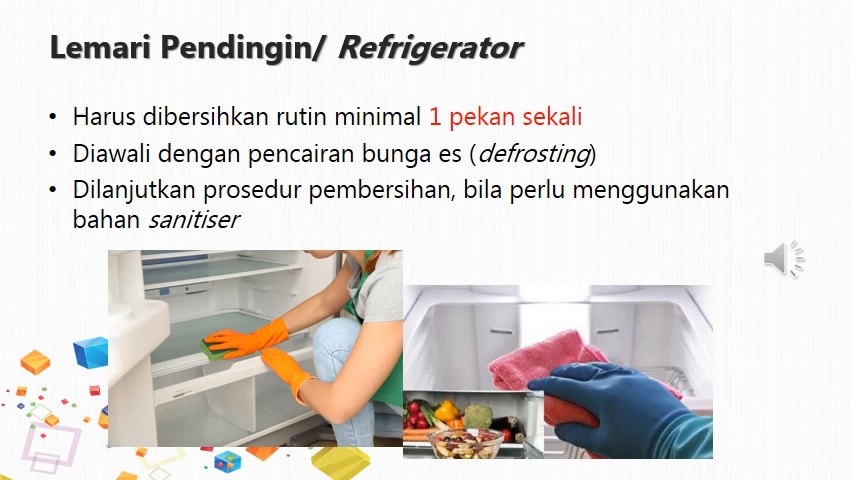 Lemari Pendingin/ Refrigerator
• Harus dibersihkan rutin minimal 1 pekan sekali
• Diawali dengan pencairan bunga es (defrosting)
• Dilanjutkan prosedur pembersihan, bila perlu menggunakan
bahan sanitiser